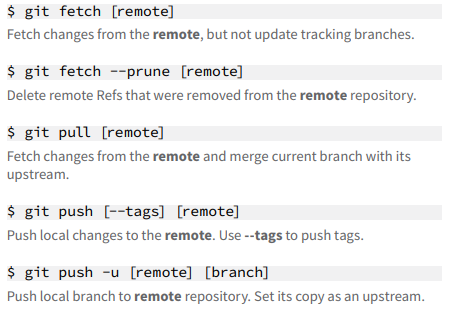 $ git fetch [remote]
Fetch changes from the remote, but not update tracking branches.
$ git fetch --prune [remote]
Delete remote Refs that were removed from the remote repository.
$ git pull [remote]
Fetch changes from the remote and merge current branch with its
upstream.
$ git push [--tags] [remote]
Push local changes to the remote. Use --tags to push tags.
$ git push -u [remote] [branch]
Push local branch to remote repository. Set its copy as an upstream.